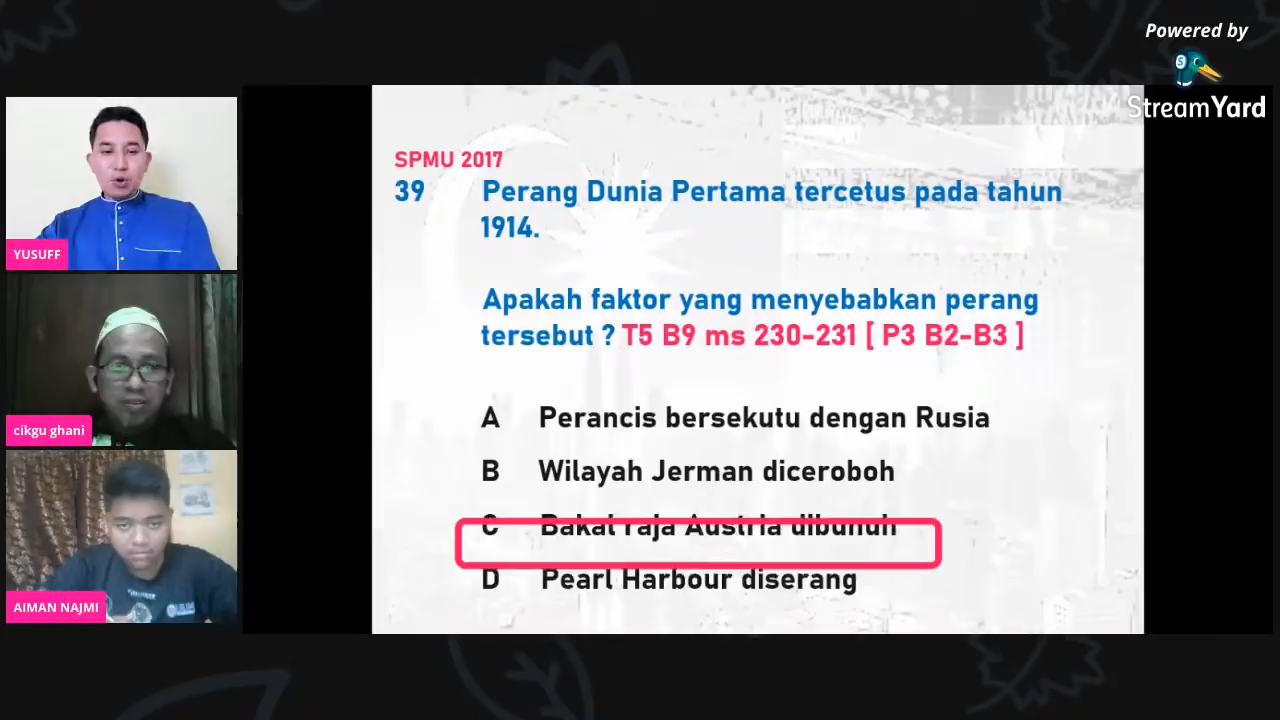 Powered by
StreamYard
YUSUFF
cikgu ghani
AIMAN NAJMI
SPMU 2017
39 Perang Dunia Pertama tercetus pada tahun
1914.
Apakah faktor yang menyebabkan perang
tersebut ? T5 B9 ms 230-231 [ P3 B2-B3 ]
A Perancis bersekutu dengan Rusia
B Wilayah Jerman diceroboh
C Bakal raja Austria dibunuh
D Pearl Harbour diserang